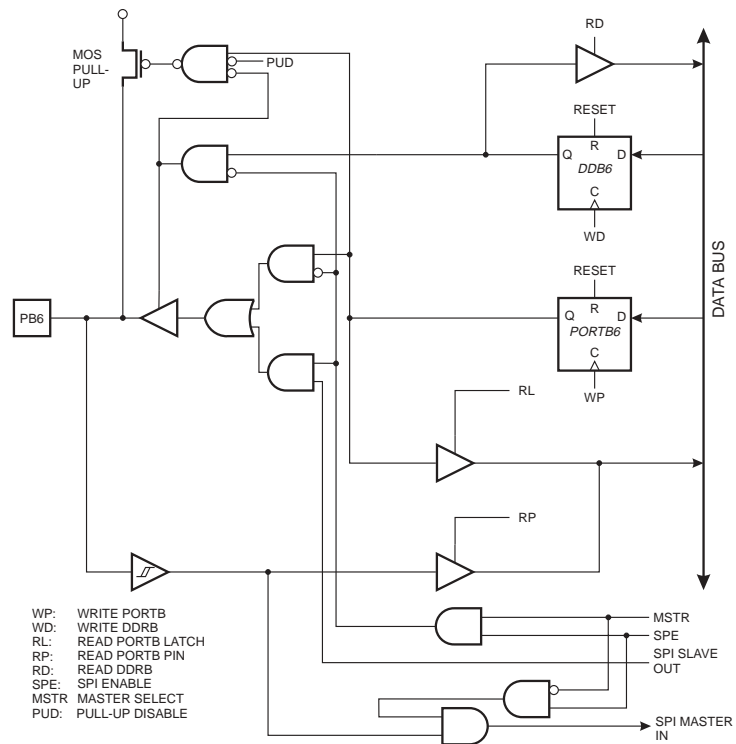 RD
MOS
PULL-
UP
PUD
RESET
R
Q
D
DDB6
C
WD
RESET
R
Q
D
PORTB6
C
WP
PB6
DATA BUS
RL
RP
WP: WRITE PORTB
WD: WRITE DDRB
RL: READ PORTB LATCH
RP: READ PORTB PIN
RD: READ DDRB
SPE: SPI ENABLE
MSTR MASTER SELECT
PUD: PULL-UP DISABLE
MSTR
SPE
SPI SLAVE
OUT
SPI MASTER
IN